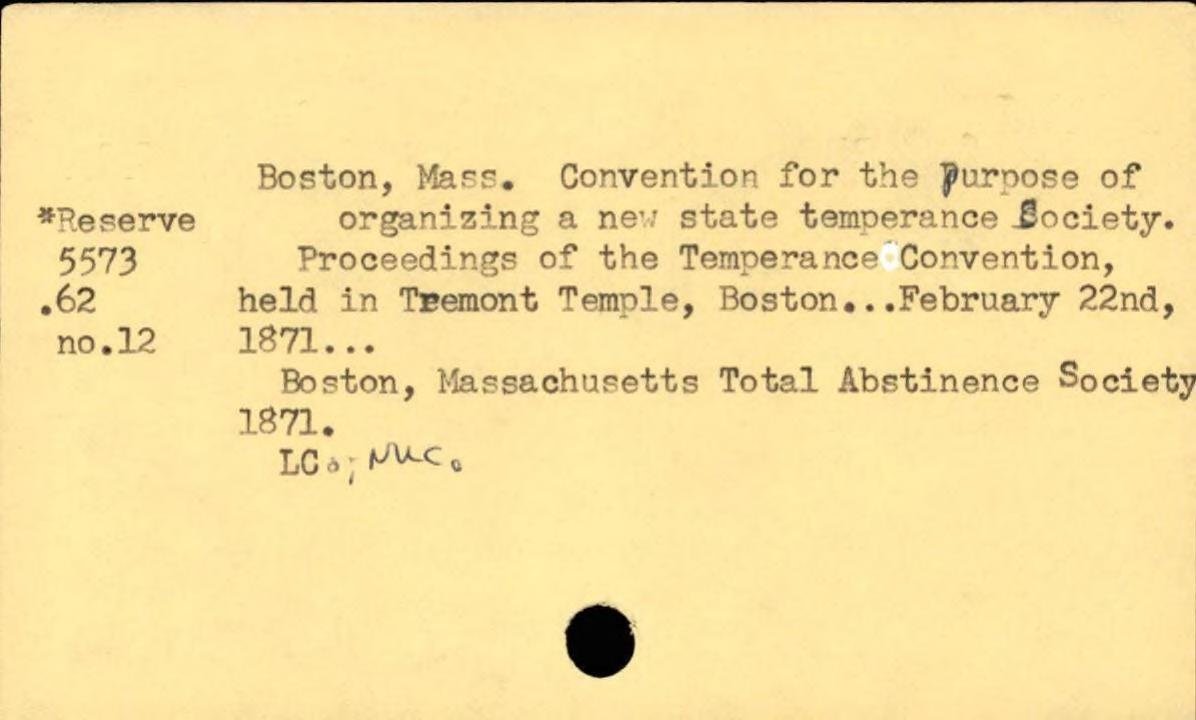 Boston, Mass. Convention for the Purpose of
*Reserve organizing a new state temperance Society.
5573 Proceedings of the Temperance Convention,
.62 held in Tremont Temple, Boston...February 22nd,
no.12 1871...
Boston, Massachusetts Total Abstinence Society
1871.
LC.; NUC.